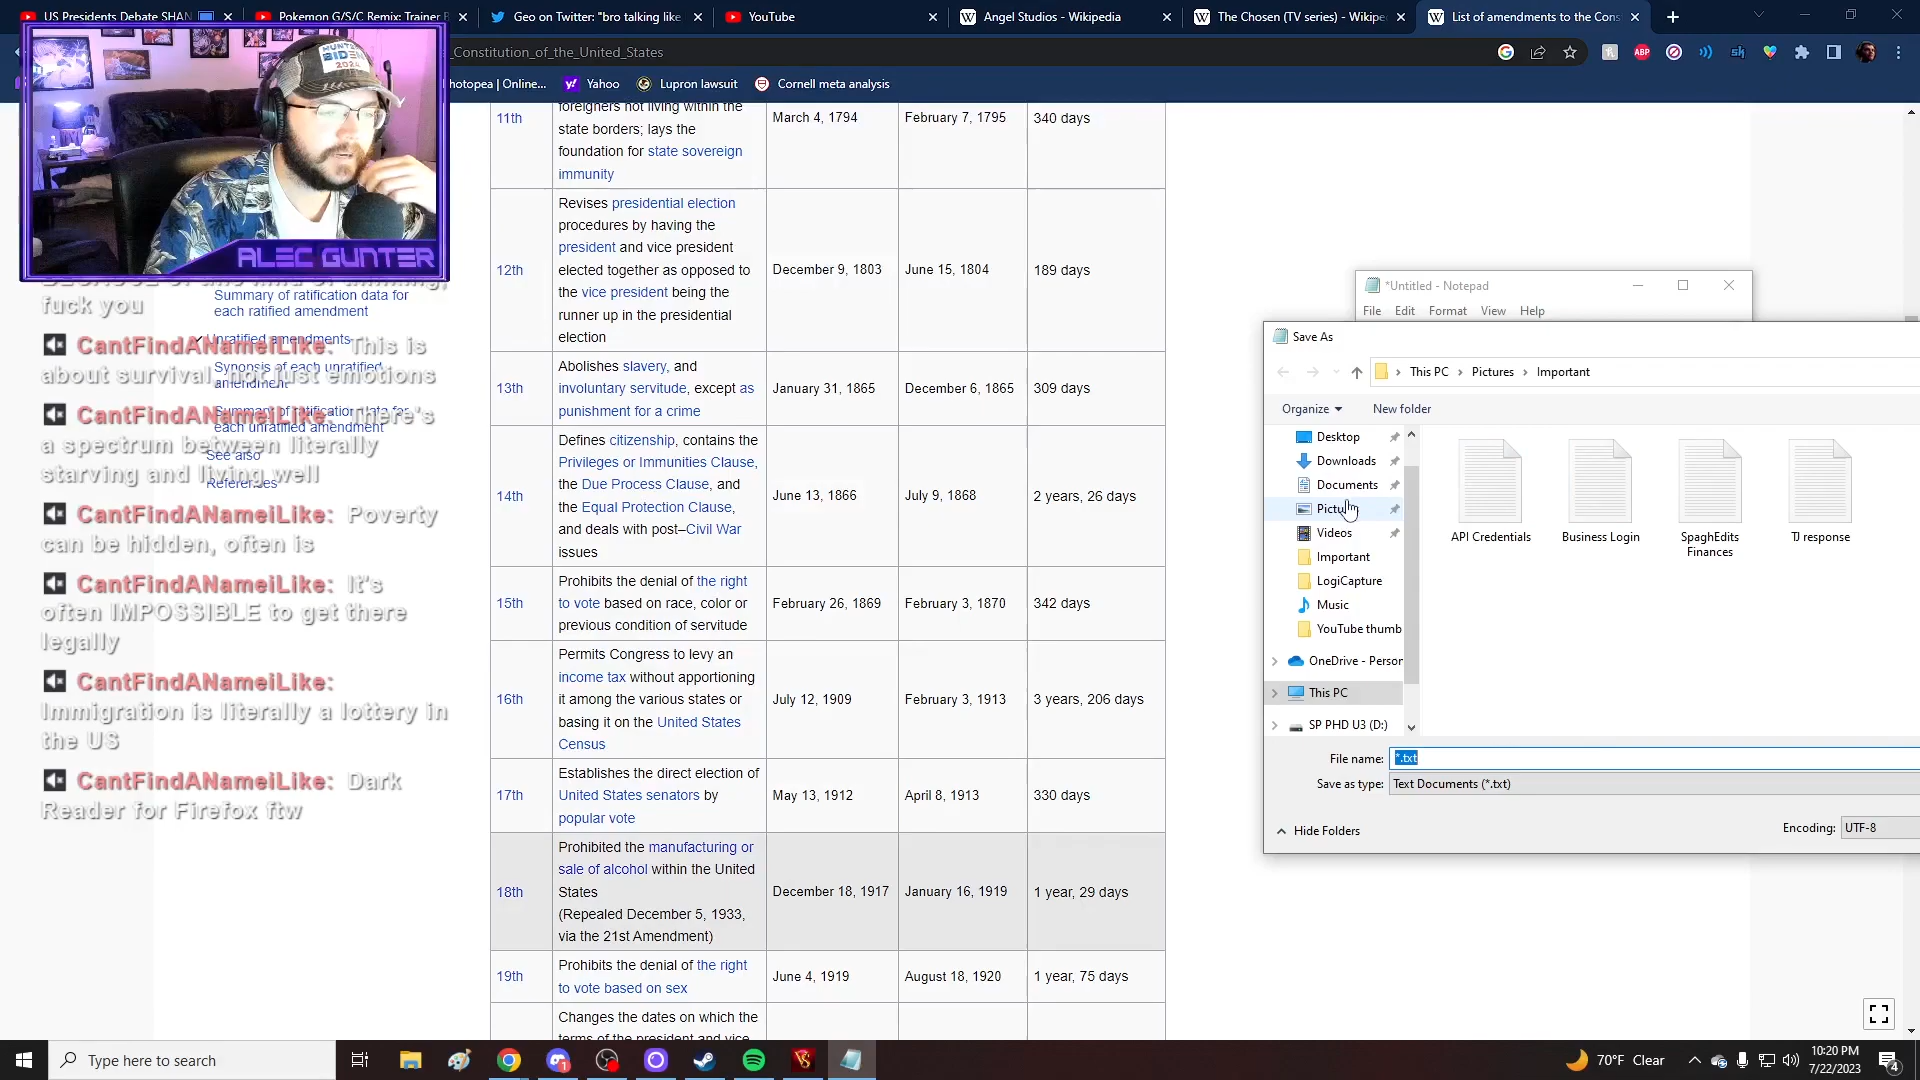 US Presidents Debate SHAN
Pokemon G/S/C Remix: Trainer B
Geo on Twitter: "bro talking like
YouTube
Angel Studios - Wikipedia
The Chosen (TV series) - Wikipe
List of amendments to the Cons
_Constitution_of_the_United_States
hotopea | Online...
Yahoo
Lupron lawsuit
Cornell meta analysis
HUNTER
BIDEN
2024
ALEC GUNTER
fuck you
CantFindANameiLike: This is
about survival, not just emotions
CantFindANameiLike: There's
a spectrum between literally
starving and living well
CantFindANameiLike: Poverty
can be hidden, often is
CantFindANameiLike: It's
often IMPOSSIBLE to get there
legally
CantFindANameiLike:
Immigration is literally a lottery in
the US
CantFindANameiLike: Dark
Reader for Firefox ftw
Summary of ratification data for
each ratified amendment
Unratified amendments
Synopsis of each unratified
amendment
Summary of ratification data for
each unratified amendment
See also
References
foreigners not living within the
11th
state borders; lays the
foundation for state sovereign
immunity
March 4, 1794
February 7, 1795
340 days
12th
Revises presidential election
procedures by having the
president and vice president
elected together as opposed to
the vice president being the
runner up in the presidential
election
December 9, 1803
June 15, 1804
189 days
13th
Abolishes slavery, and
involuntary servitude, except as
punishment for a crime
January 31, 1865
December 6, 1865
309 days
14th
Defines citizenship, contains the
Privileges or Immunities Clause,
the Due Process Clause, and
the Equal Protection Clause,
and deals with post–Civil War
issues
June 13, 1866
July 9, 1868
2 years, 26 days
15th
Prohibits the denial of the right
to vote based on race, color or
previous condition of servitude
February 26, 1869
February 3, 1870
342 days
16th
Permits Congress to levy an
income tax without apportioning
it among the various states or
basing it on the United States
Census
July 12, 1909
February 3, 1913
3 years, 206 days
17th
Establishes the direct election of
United States senators by
popular vote
May 13, 1912
April 8, 1913
330 days
18th
Prohibited the manufacturing or
sale of alcohol within the United
States
(Repealed December 5, 1933,
via the 21st Amendment)
December 18, 1917
January 16, 1919
1 year, 29 days
19th
Prohibits the denial of the right
to vote based on sex
June 4, 1919
August 18, 1920
1 year, 75 days
Changes the dates on which the
terms of the president and vice
*Untitled - Notepad
File Edit Format View Help
Save As
This PC > Pictures > Important
Organize
New folder
Desktop
Downloads
Documents
Videos
Important
LogiCapture
Music
YouTube thumb
OneDrive - Person
This PC
SP PHD U3 (D:)
API Credentials
Business Login
SpaghEdits
Finances
TJ response
File name: *.txt
Save as type: Text Documents (*.txt)
Hide Folders
Encoding: UTF-8
Type here to search
70°F Clear
10:20 PM
7/22/2023
4